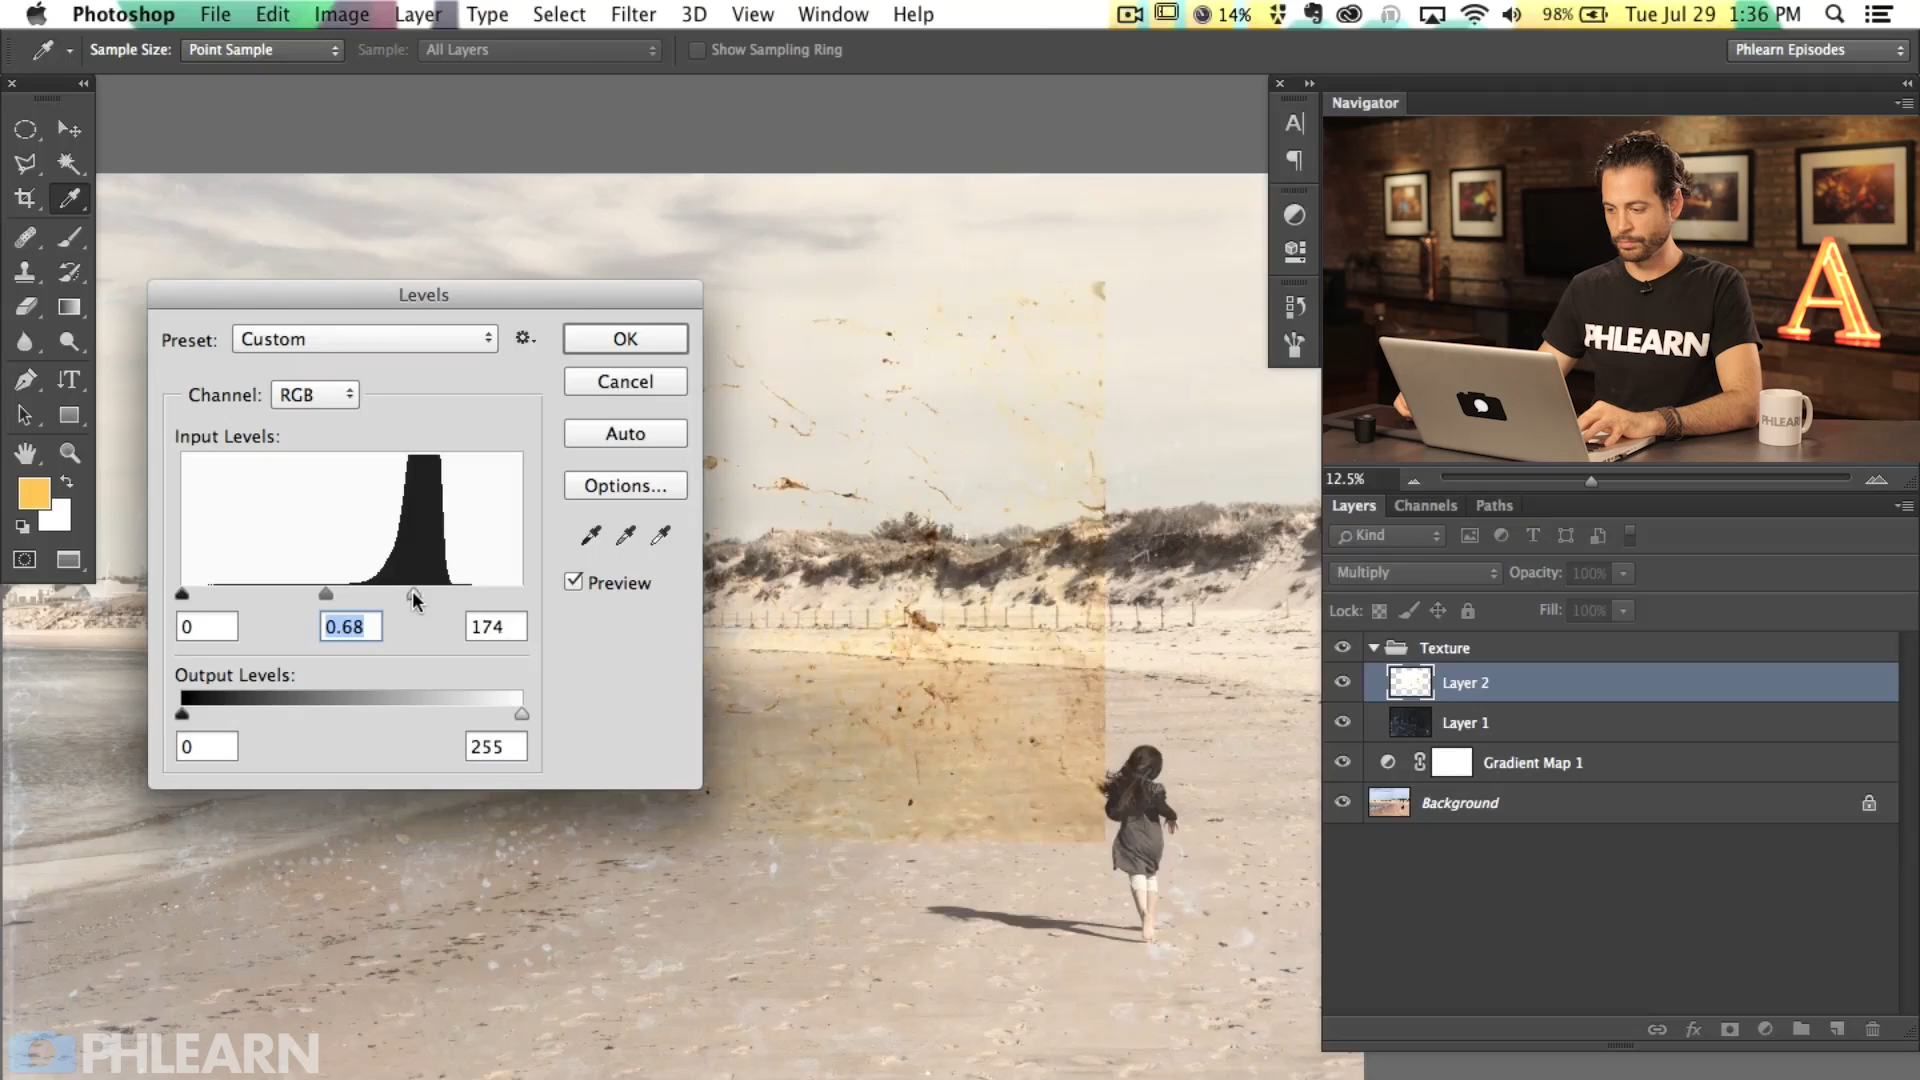 Photoshop File Edit Image Layer Type Select Filter 3D View Window Help 14% 98% Tue Jul 29 1:36 PM
Sample Size: Point Sample Sample: All Layers Show Sampling Ring Phlearn Episodes
Navigator
PHLEARN
PHLEARN
Levels
Preset: Custom OK
Cancel
Channel: RGB
Auto
Input Levels:
Options...
Preview
0 0.68 174
Output Levels:
0 255
12.5%
Layers Channels Paths
Kind
Multiply Opacity: 100%
Lock: Fill: 100%
Texture
Layer 2
Layer 1
Gradient Map 1
Background
PHLEARN